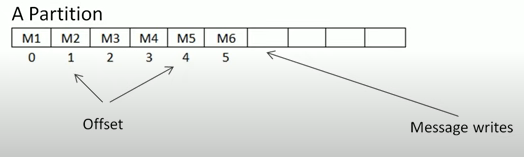 A Partition
M1 M2 M3 M4 M5 M6
0 1 2 3 4 5
Offset
Message writes